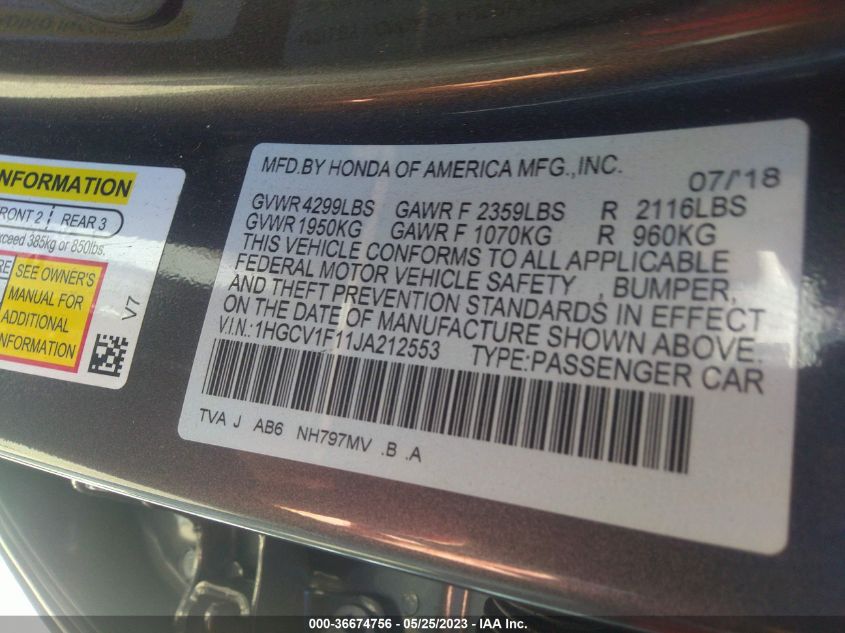 NFORMATION
FRONT 2 REAR 3
exceed 385kg or 850lbs.
SEE OWNER'S
MANUAL FOR
ADDITIONAL
INFORMATION
V7
MFD.BY HONDA OF AMERICA MFG.,INC. 07/'18
GVWR 4299LBS GAWR F 2359LBS R 2116LBS
GVWR 1950KG GAWR F 1070KG R 960KG
THIS VEHICLE CONFORMS TO ALL APPLICABLE
FEDERAL MOTOR VEHICLE SAFETY , BUMPER,
AND THEFT PREVENTION STANDARDS IN EFFECT
ON THE DATE OF MANUFACTURE SHOWN ABOVE.
V.I.N.:1HGCV1F11JA212553 TYPE:PASSENGER CAR
TVA J AB6 NH797MV .B .A
000-36674756 - 05/25/2023 - IAA Inc.